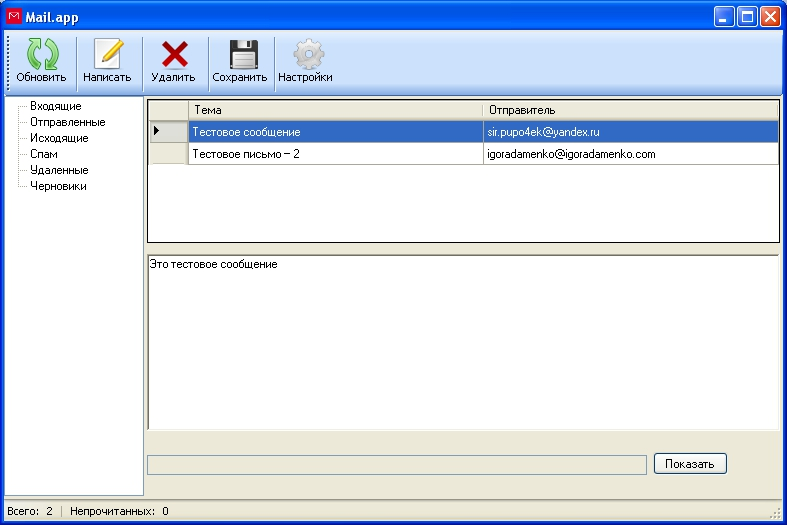 Mail.app
Обновить Написать Удалить Сохранить Настройки
Входящие
Отправленные
Исходящие
Спам
Удаленные
Черновики
Тема Отправитель
Тестовое сообщение sir.pupo4ek@yandex.ru
Тестовое письмо – 2 igoradamenko@igoradamenko.com
Это тестовое сообщение
Показать
Всего: 2 Непрочитанных: 0